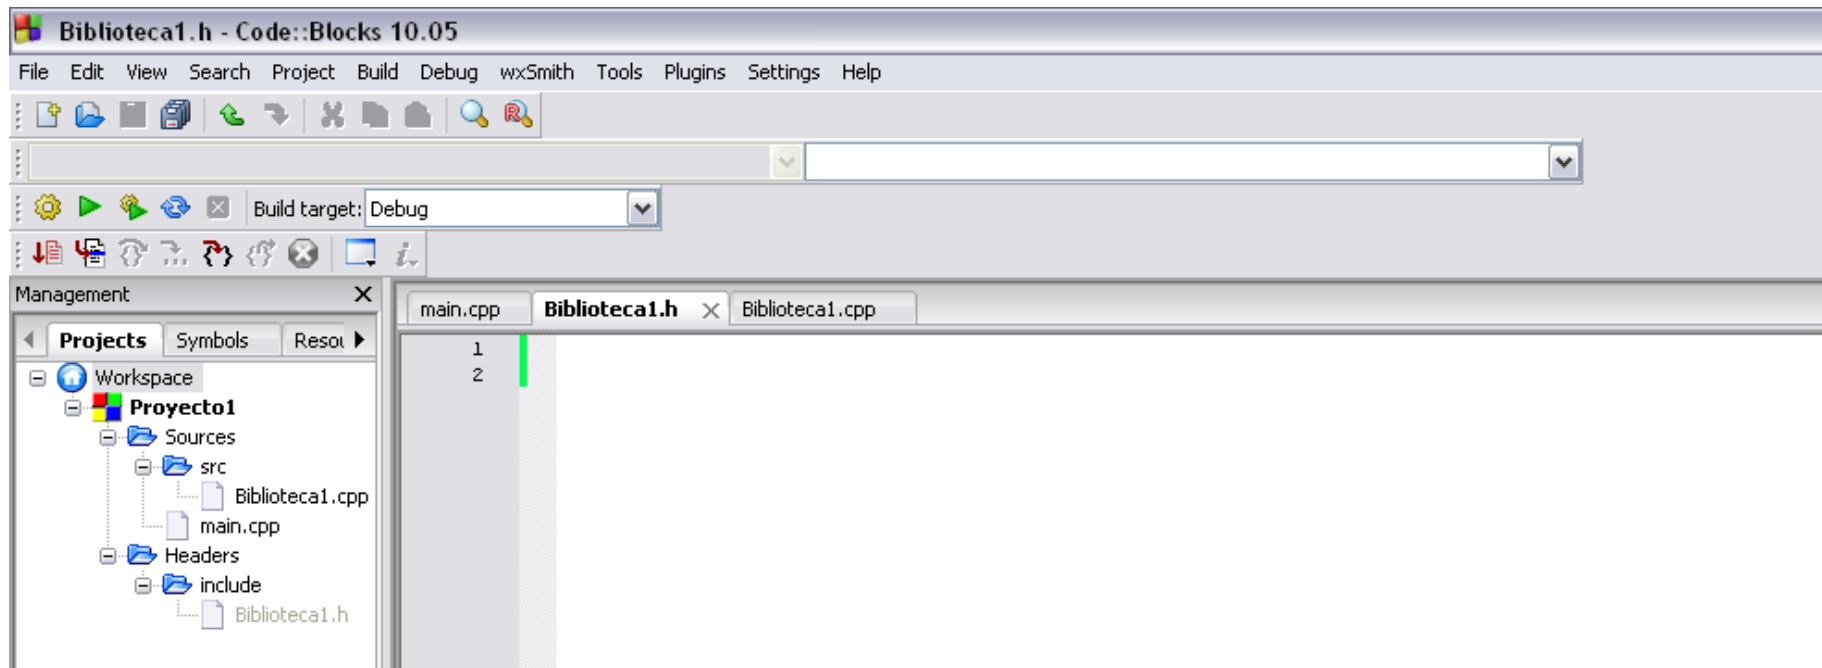 Biblioteca1.h - Code::Blocks 10.05
File Edit View Search Project Build Debug wxSmith Tools Plugins Settings Help
Build target: Debug
Management
Projects Symbols Resou
main.cpp Biblioteca1.h Biblioteca1.cpp
1
2
Workspace
Proyecto1
Sources
src
Biblioteca1.cpp
main.cpp
Headers
include
Biblioteca1.h